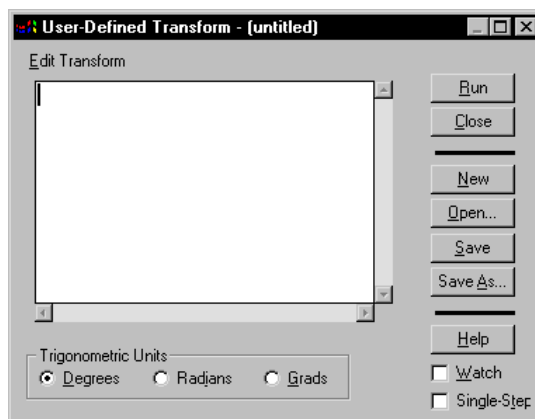 User-Defined Transform - (untitled)
Edit Transform
Run
Close
New
Open...
Save
Save As...
Help
Trigonometric Units
Degrees Radians Grads
Watch
Single-Step